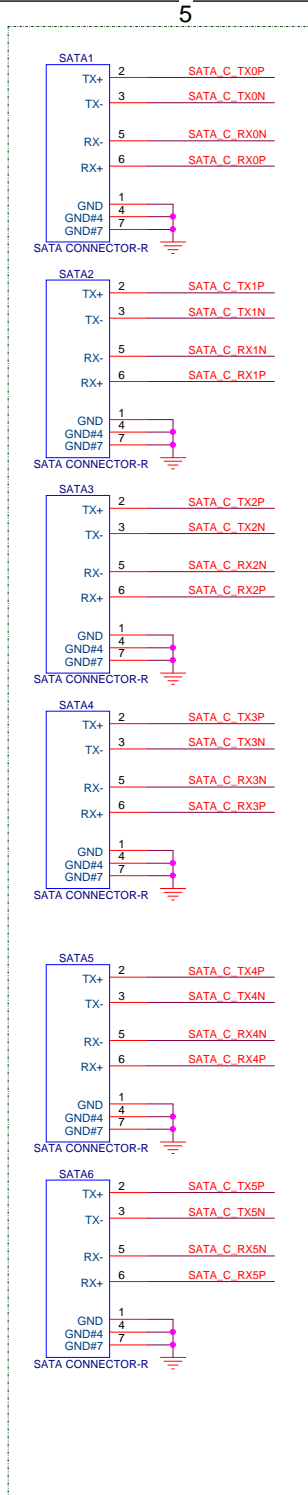 5
SATA1
TX+ 2 SATA_C_TX0P
TX- 3 SATA_C_TX0N
RX- 5 SATA_C_RX0N
RX+ 6 SATA_C_RX0P
GND 1
GND#4 4
GND#7 7
SATA CONNECTOR-R
SATA2
TX+ 2 SATA_C_TX1P
TX- 3 SATA_C_TX1N
RX- 5 SATA_C_RX1N
RX+ 6 SATA_C_RX1P
GND 1
GND#4 4
GND#7 7
SATA CONNECTOR-R
SATA3
TX+ 2 SATA_C_TX2P
TX- 3 SATA_C_TX2N
RX- 5 SATA_C_RX2N
RX+ 6 SATA_C_RX2P
GND 1
GND#4 4
GND#7 7
SATA CONNECTOR-R
SATA4
TX+ 2 SATA_C_TX3P
TX- 3 SATA_C_TX3N
RX- 5 SATA_C_RX3N
RX+ 6 SATA_C_RX3P
GND 1
GND#4 4
GND#7 7
SATA CONNECTOR-R
SATA5
TX+ 2 SATA_C_TX4P
TX- 3 SATA_C_TX4N
RX- 5 SATA_C_RX4N
RX+ 6 SATA_C_RX4P
GND 1
GND#4 4
GND#7 7
SATA CONNECTOR-R
SATA6
TX+ 2 SATA_C_TX5P
TX- 3 SATA_C_TX5N
RX- 5 SATA_C_RX5N
RX+ 6 SATA_C_RX5P
GND 1
GND#4 4
GND#7 7
SATA CONNECTOR-R